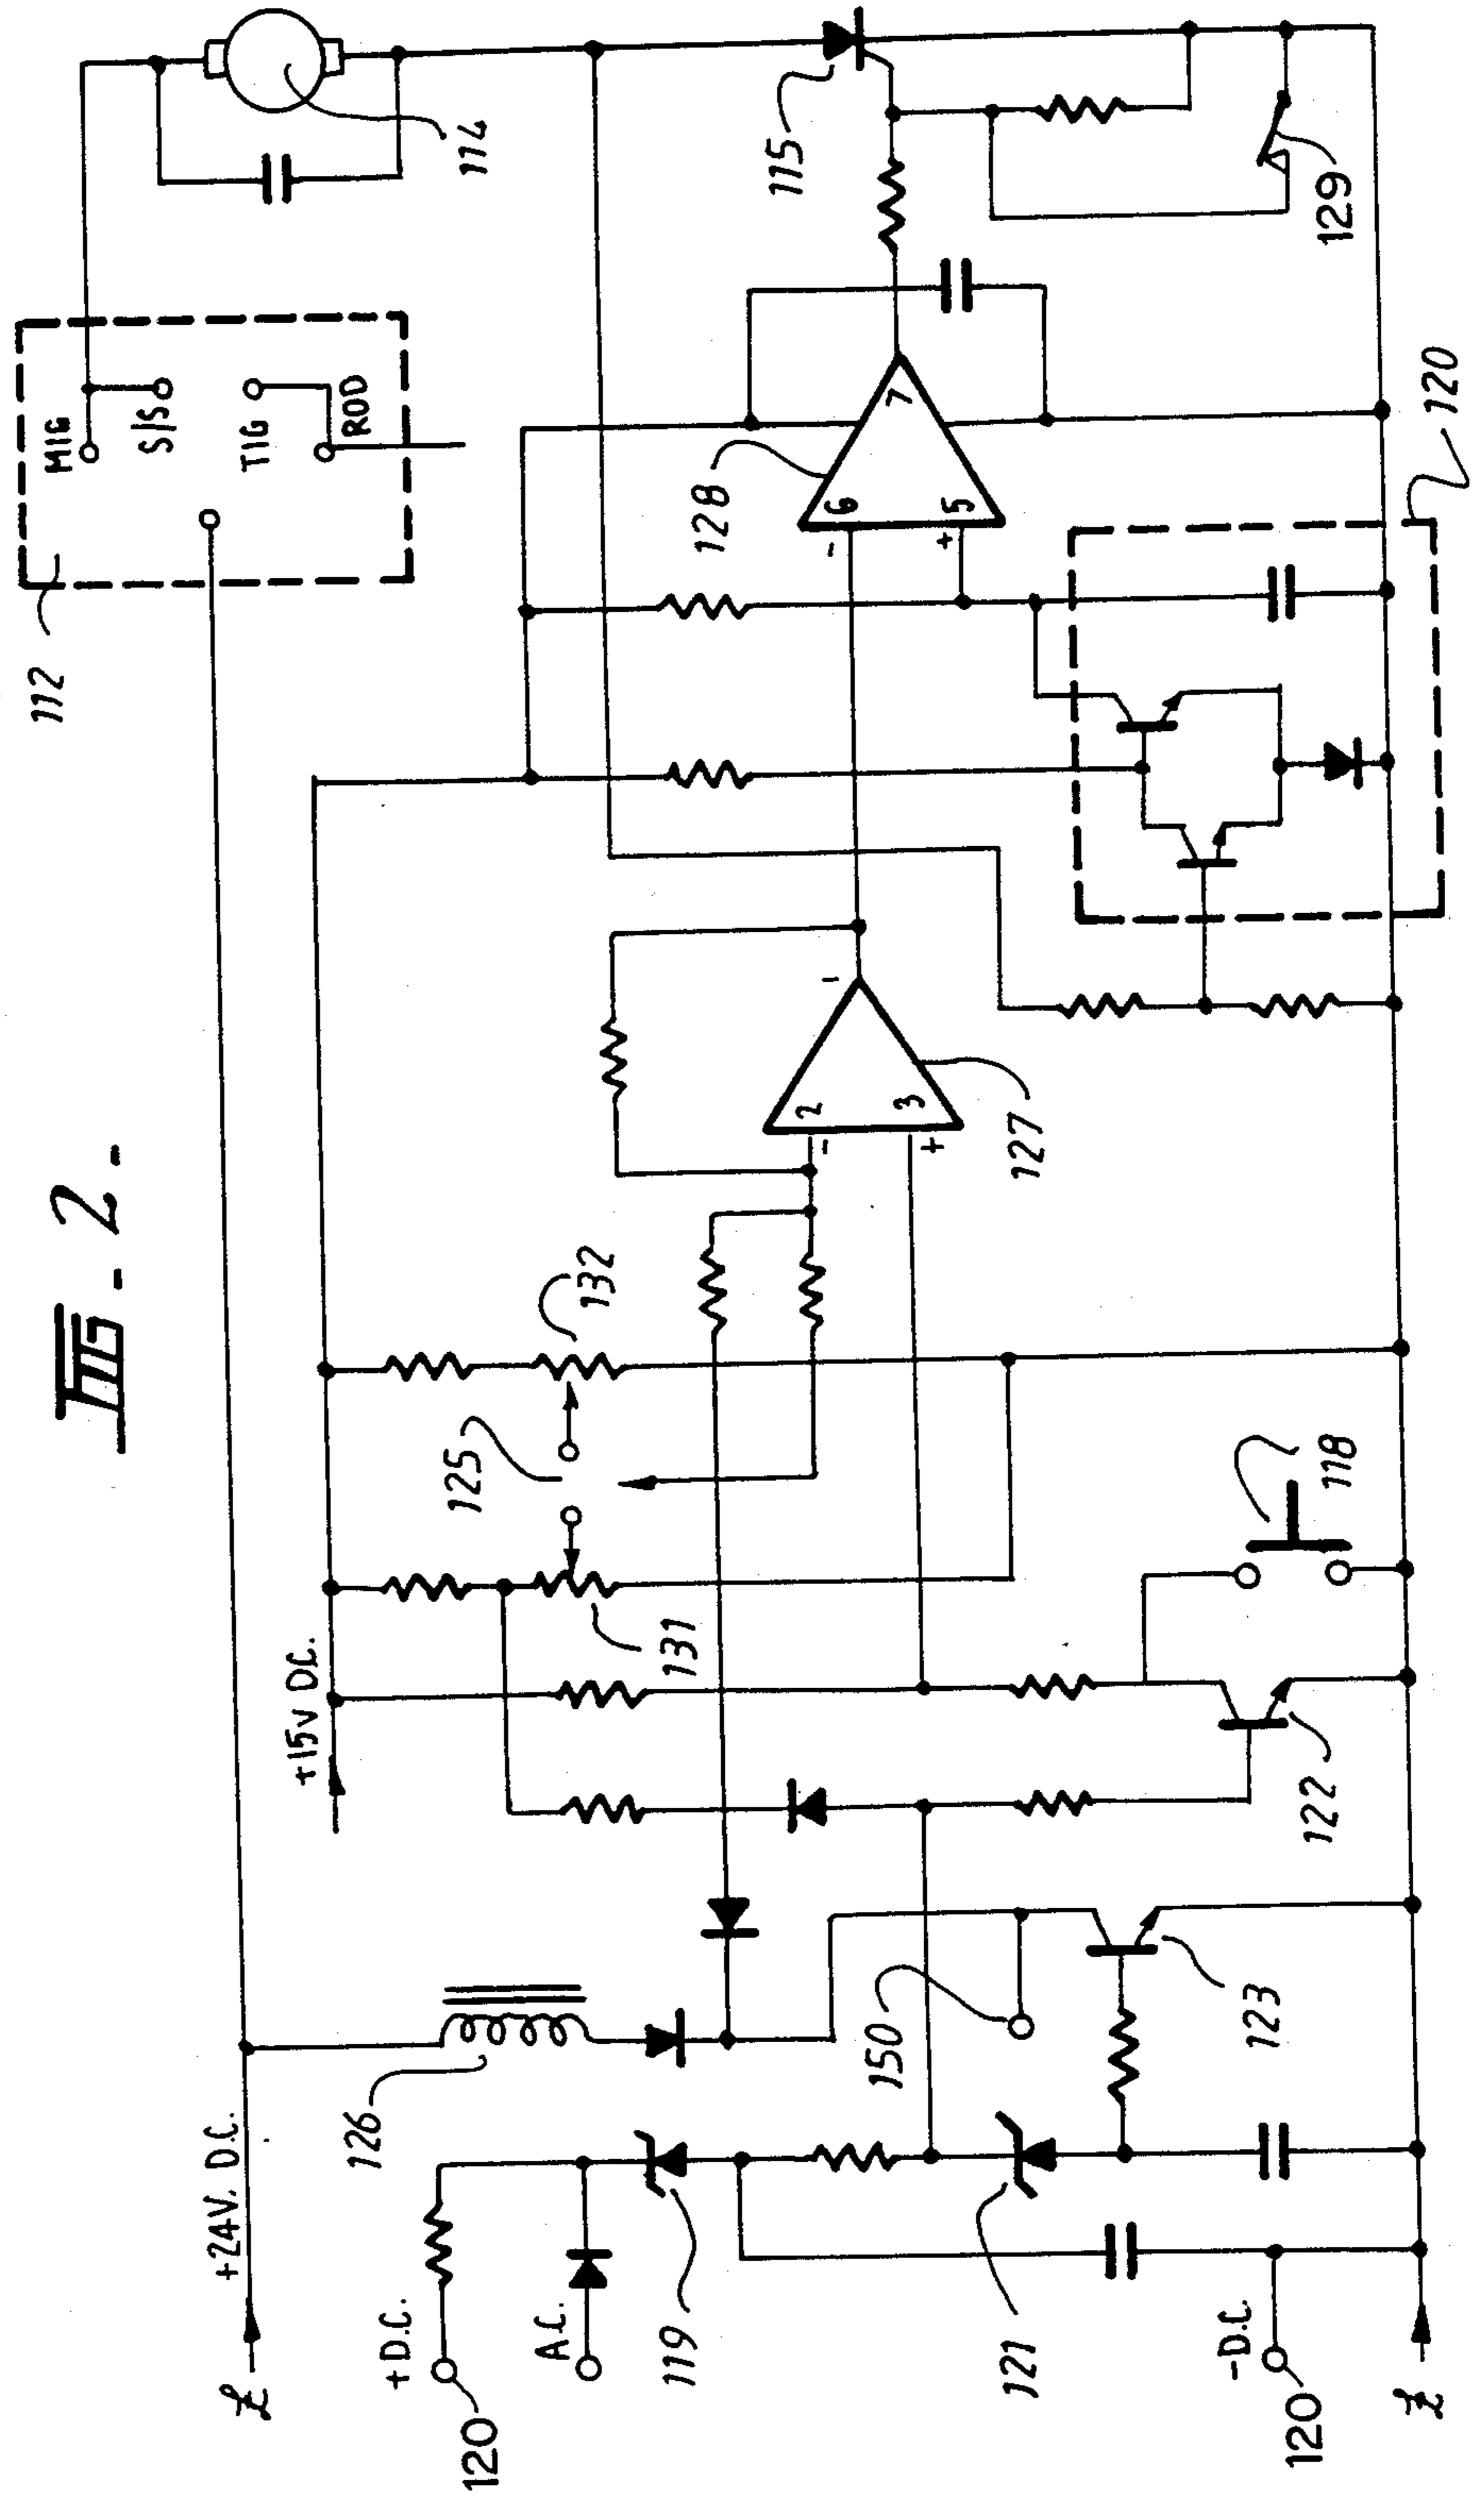 FIG - 2 -
112
MIG
S/S
TIG
ROD
114
+24V. D.C.
+15V DC.
126
125
132
128
- 6
7
+ 5
115
+D.C.
120
A.C.
119
131
- 2
1
+ 3
127
129
150
121
123
122
118
120
-D.C.
120